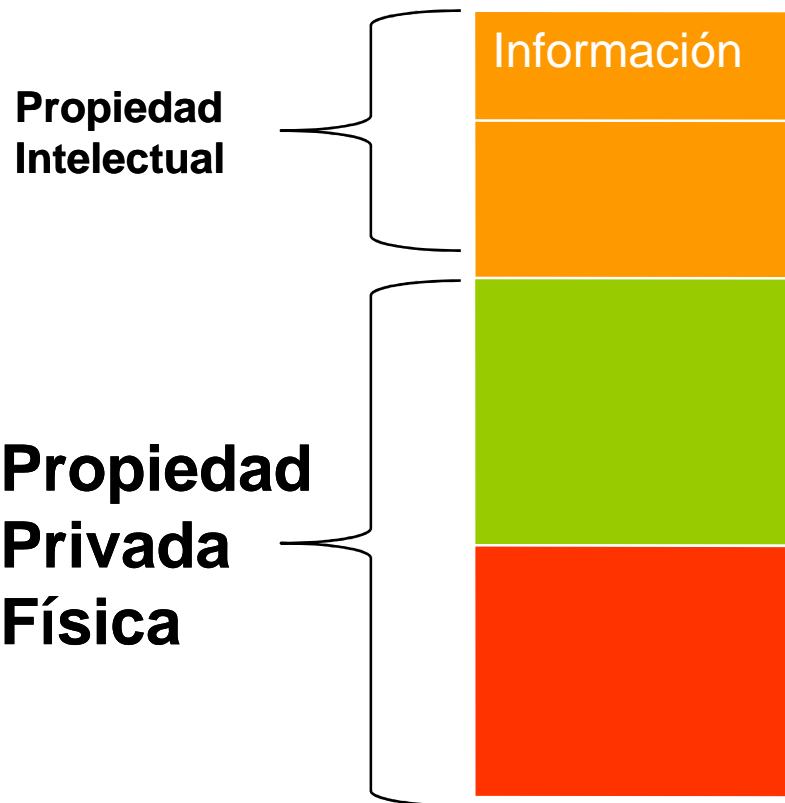 Información
Propiedad
Intelectual
Propiedad
Privada
Física